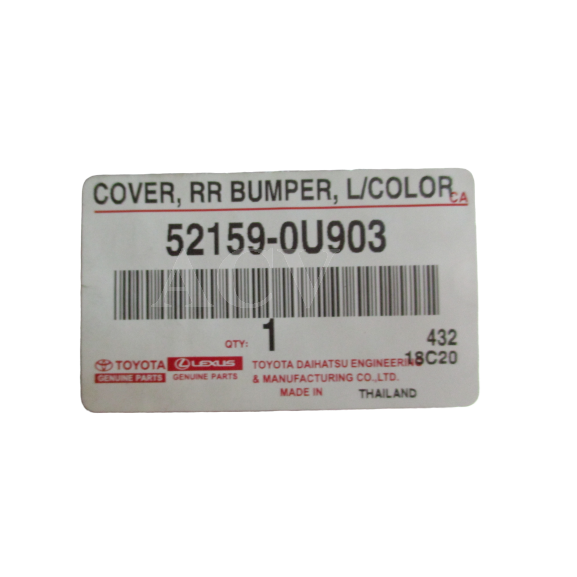 COVER, RR BUMPER, L/COLOR
CA
52159-0U903
ACV
QTY: 1
432
18C20
TOYOTA
GENUINE PARTS
LEXUS
GENUINE PARTS
TOYOTA DAIHATSU ENGINEERING
& MANUFACTURING CO.,LTD.
MADE IN THAILAND